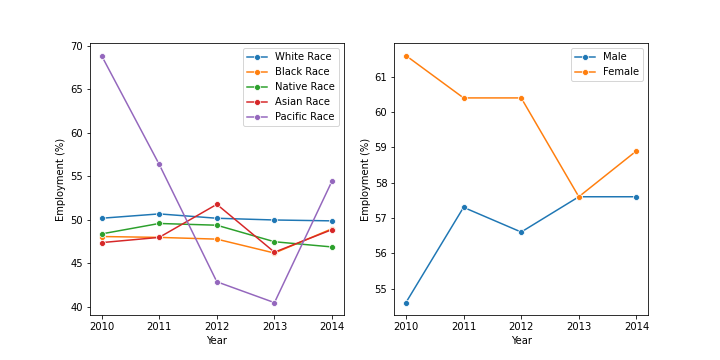 70
65
60
55
50
45
40
Employment (%)
2010 2011 2012 2013 2014
Year
White Race
Black Race
Native Race
Asian Race
Pacific Race
61
60
59
58
57
56
55
Employment (%)
2010 2011 2012 2013 2014
Year
Male
Female